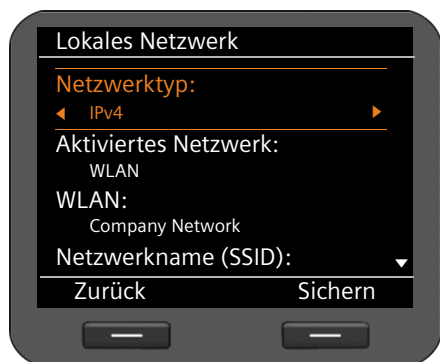 Lokales Netzwerk
Netzwerktyp:
IPv4
Aktiviertes Netzwerk:
WLAN
WLAN:
Company Network
Netzwerkname (SSID):
Zurück Sichern